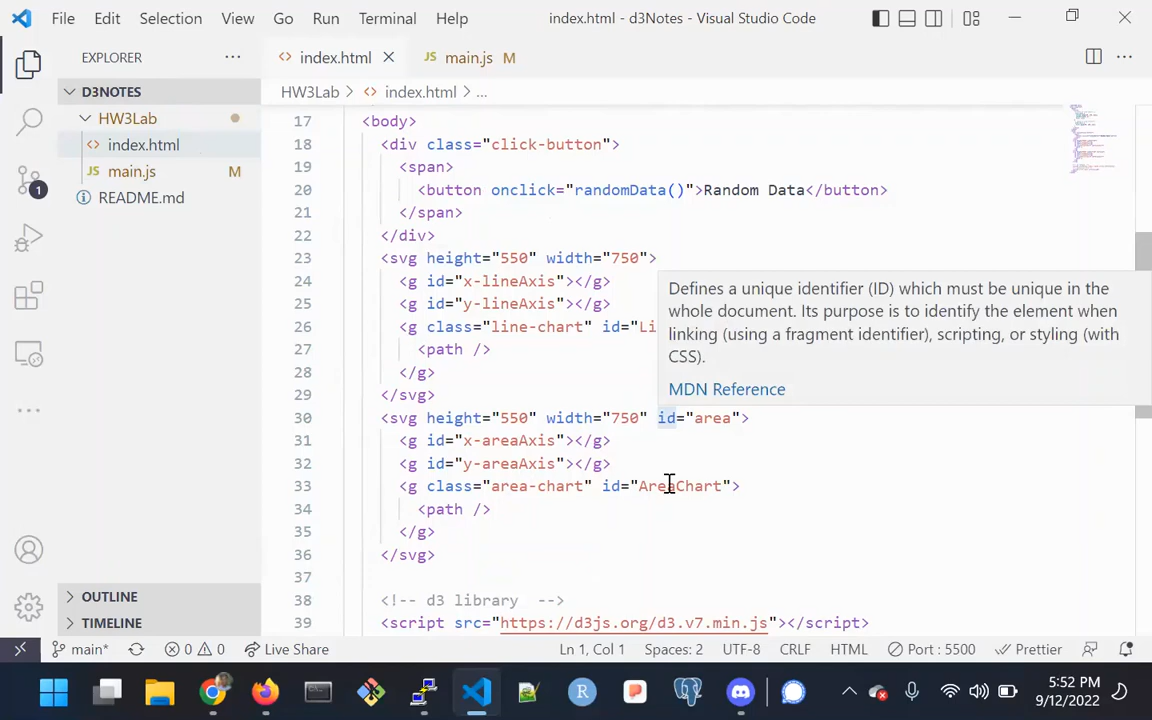 File Edit Selection View Go Run Terminal Help index.html - d3Notes - Visual Studio Code
EXPLORER ··· <> index.html × JS main.js M ···
D3NOTES
HW3Lab
<> index.html
JS main.js M
README.md
OUTLINE
TIMELINE
1
HW3Lab > <> index.html > ...
17 <body>
18 <div class="click-button">
19 <span>
20 <button onclick="randomData()">Random Data</button>
21 </span>
22 </div>
23 <svg height="550" width="750">
24 <g id="x-lineAxis"></g>
25 <g id="y-lineAxis"></g>
26 <g class="line-chart" id="Li
27 <path />
28 </g>
29 </svg>
30 <svg height="550" width="750" id="area">
31 <g id="x-areaAxis"></g>
32 <g id="y-areaAxis"></g>
33 <g class="area-chart" id="AreaChart">
34 <path />
35 </g>
36 </svg>
37
38 <!-- d3 library -->
39 <script src="https://d3js.org/d3.v7.min.js"></script>
Defines a unique identifier (ID) which must be unique in the
whole document. Its purpose is to identify the element when
linking (using a fragment identifier), scripting, or styling (with
CSS).
MDN Reference
main* 0 0 Live Share Ln 1, Col 1 Spaces: 2 UTF-8 CRLF HTML Port : 5500 Prettier
R P
5:52 PM
9/12/2022